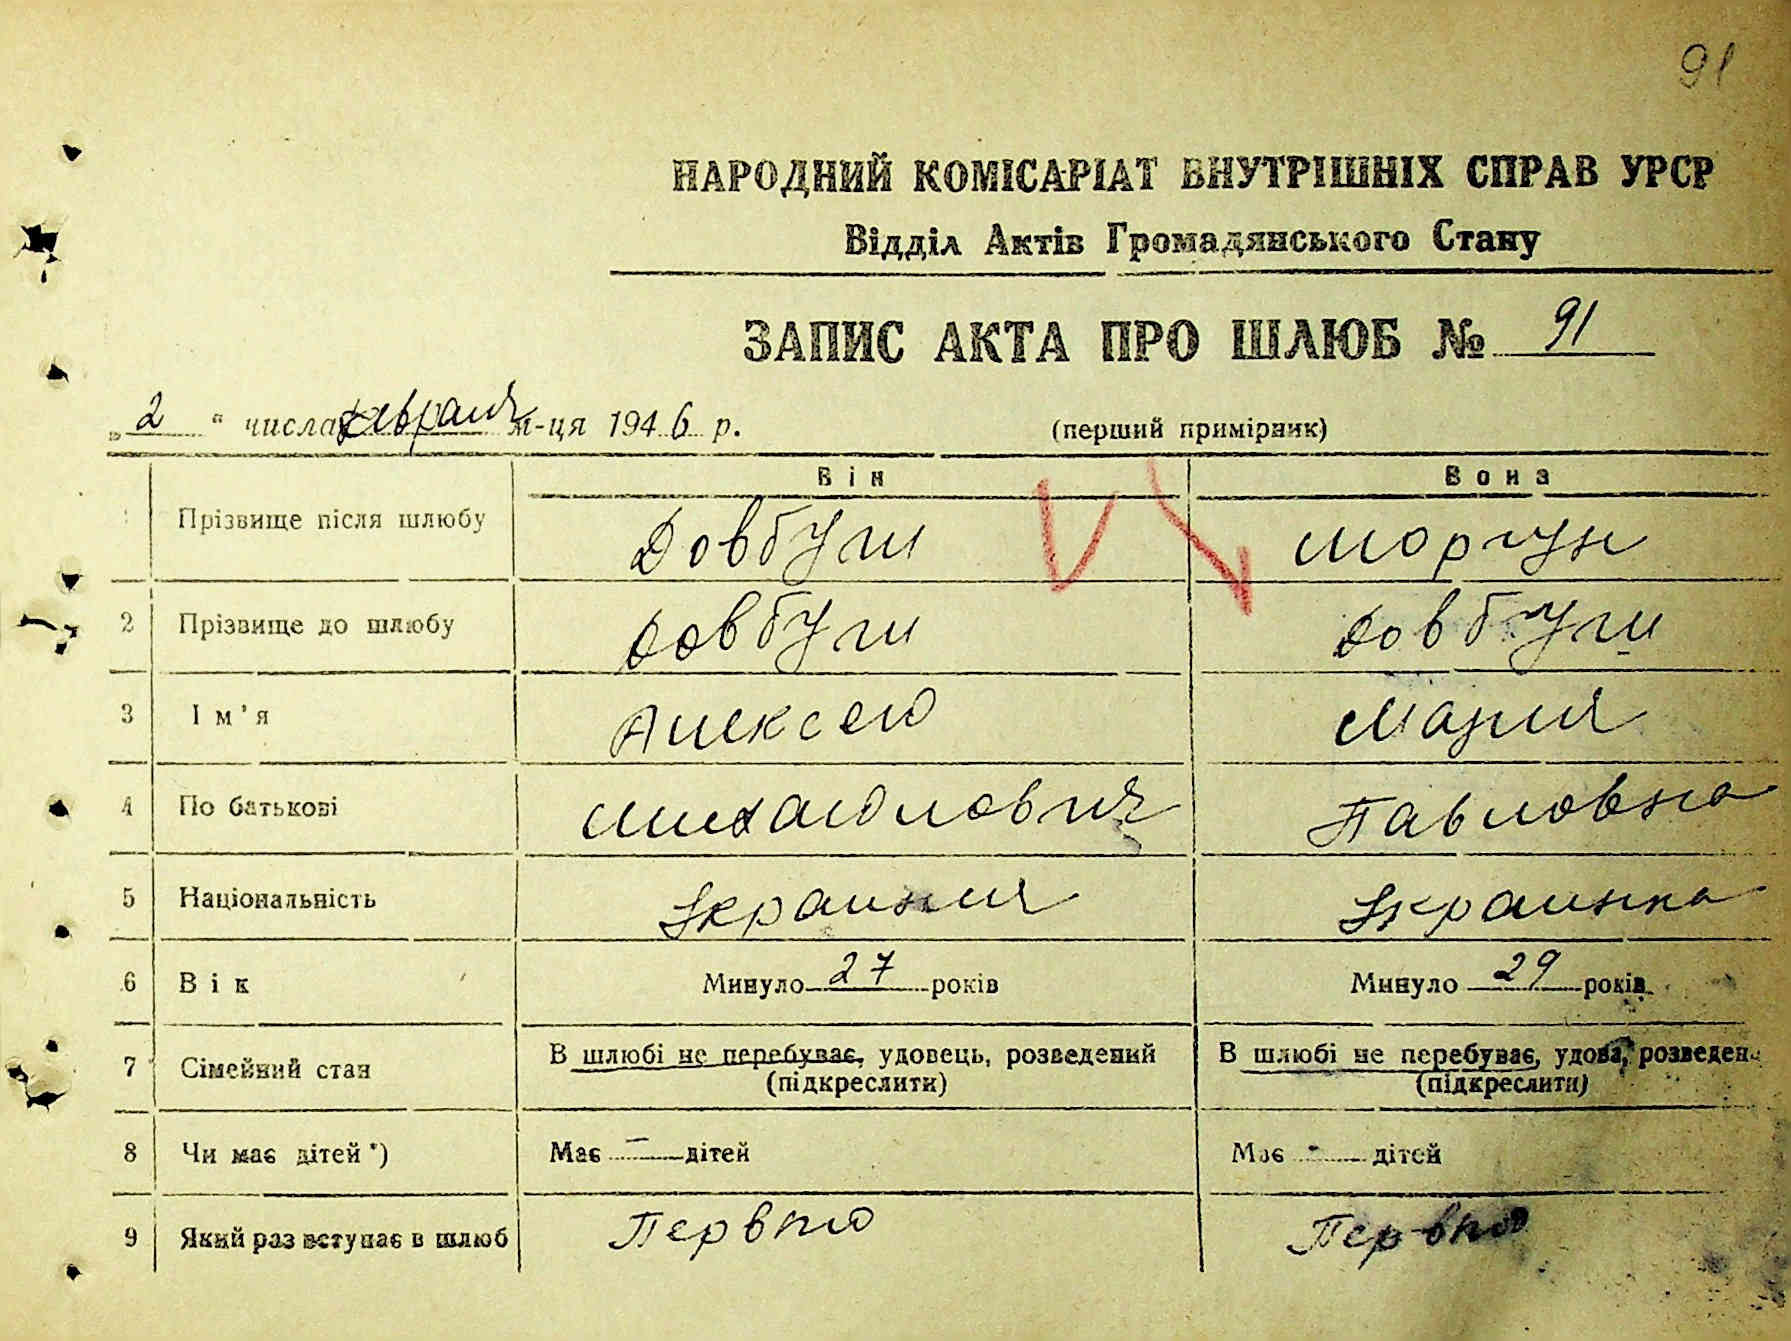 91
НАРОДНИЙ КОМІСАРІАТ ВНУТРІШНІХ СПРАВ УРСР
Відділ Актів Громадянського Стану
ЗАПИС АКТА ПРО ШЛЮБ № 91
„2“ числа февраля м-ця 1946 р. (перший примірник)
Він Вона
1 Прізвище після шлюбу Довбуш Моргун
2 Прізвище до шлюбу Довбуш Довбуш
3 Ім'я Алексей Мария
4 По батькові Михайлович Павловна
5 Національність Украинец Украинка
6 Вік Минуло 27 років Минуло 29 років
7 Сімейний стан В шлюбі не перебуває, удовець, розведений В шлюбі не перебуває, удова, розведен
(підкреслити) (підкреслити)
8 Чи має дітей*) Має — дітей Має - дітей
9 Який раз вступає в шлюб Первый Первый